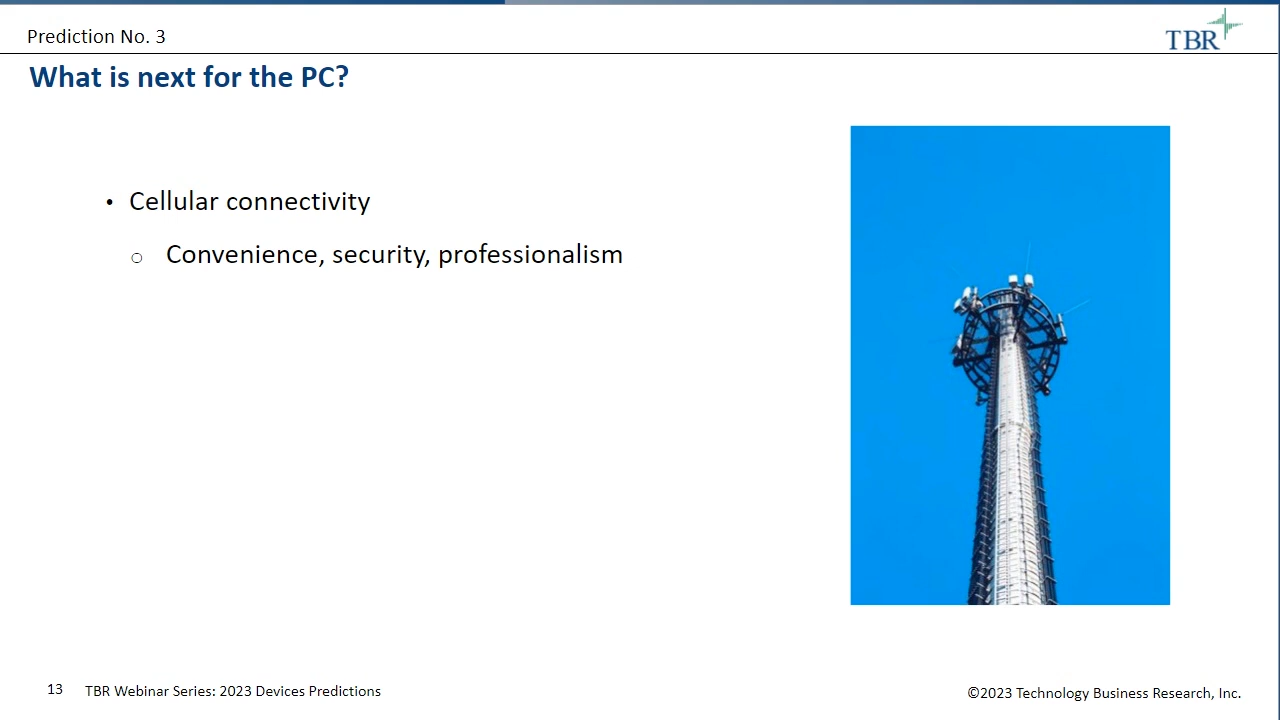 Prediction No. 3
TBR
What is next for the PC?
• Cellular connectivity
o Convenience, security, professionalism
13 TBR Webinar Series: 2023 Devices Predictions
©2023 Technology Business Research, Inc.